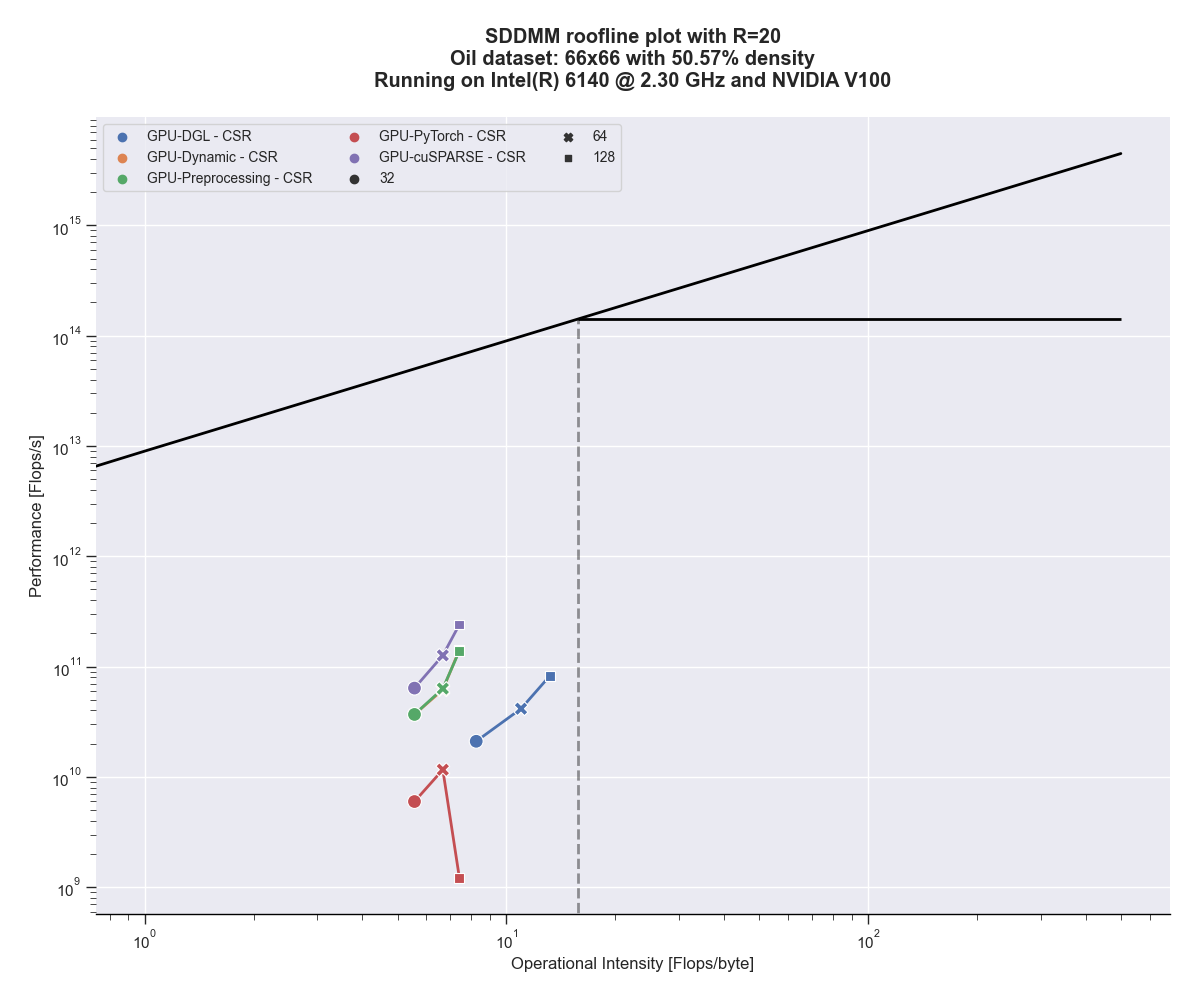 SDDMM roofline plot with R=20
Oil dataset: 66x66 with 50.57% density
Running on Intel(R) 6140 @ 2.30 GHz and NVIDIA V100
GPU-DGL - CSR
GPU-Dynamic - CSR
GPU-Preprocessing - CSR
GPU-PyTorch - CSR
GPU-cuSPARSE - CSR
32
64
128
Performance [Flops/s]
10^15
10^14
10^13
10^12
10^11
10^10
10^9
10^0
10^1
10^2
Operational Intensity [Flops/byte]